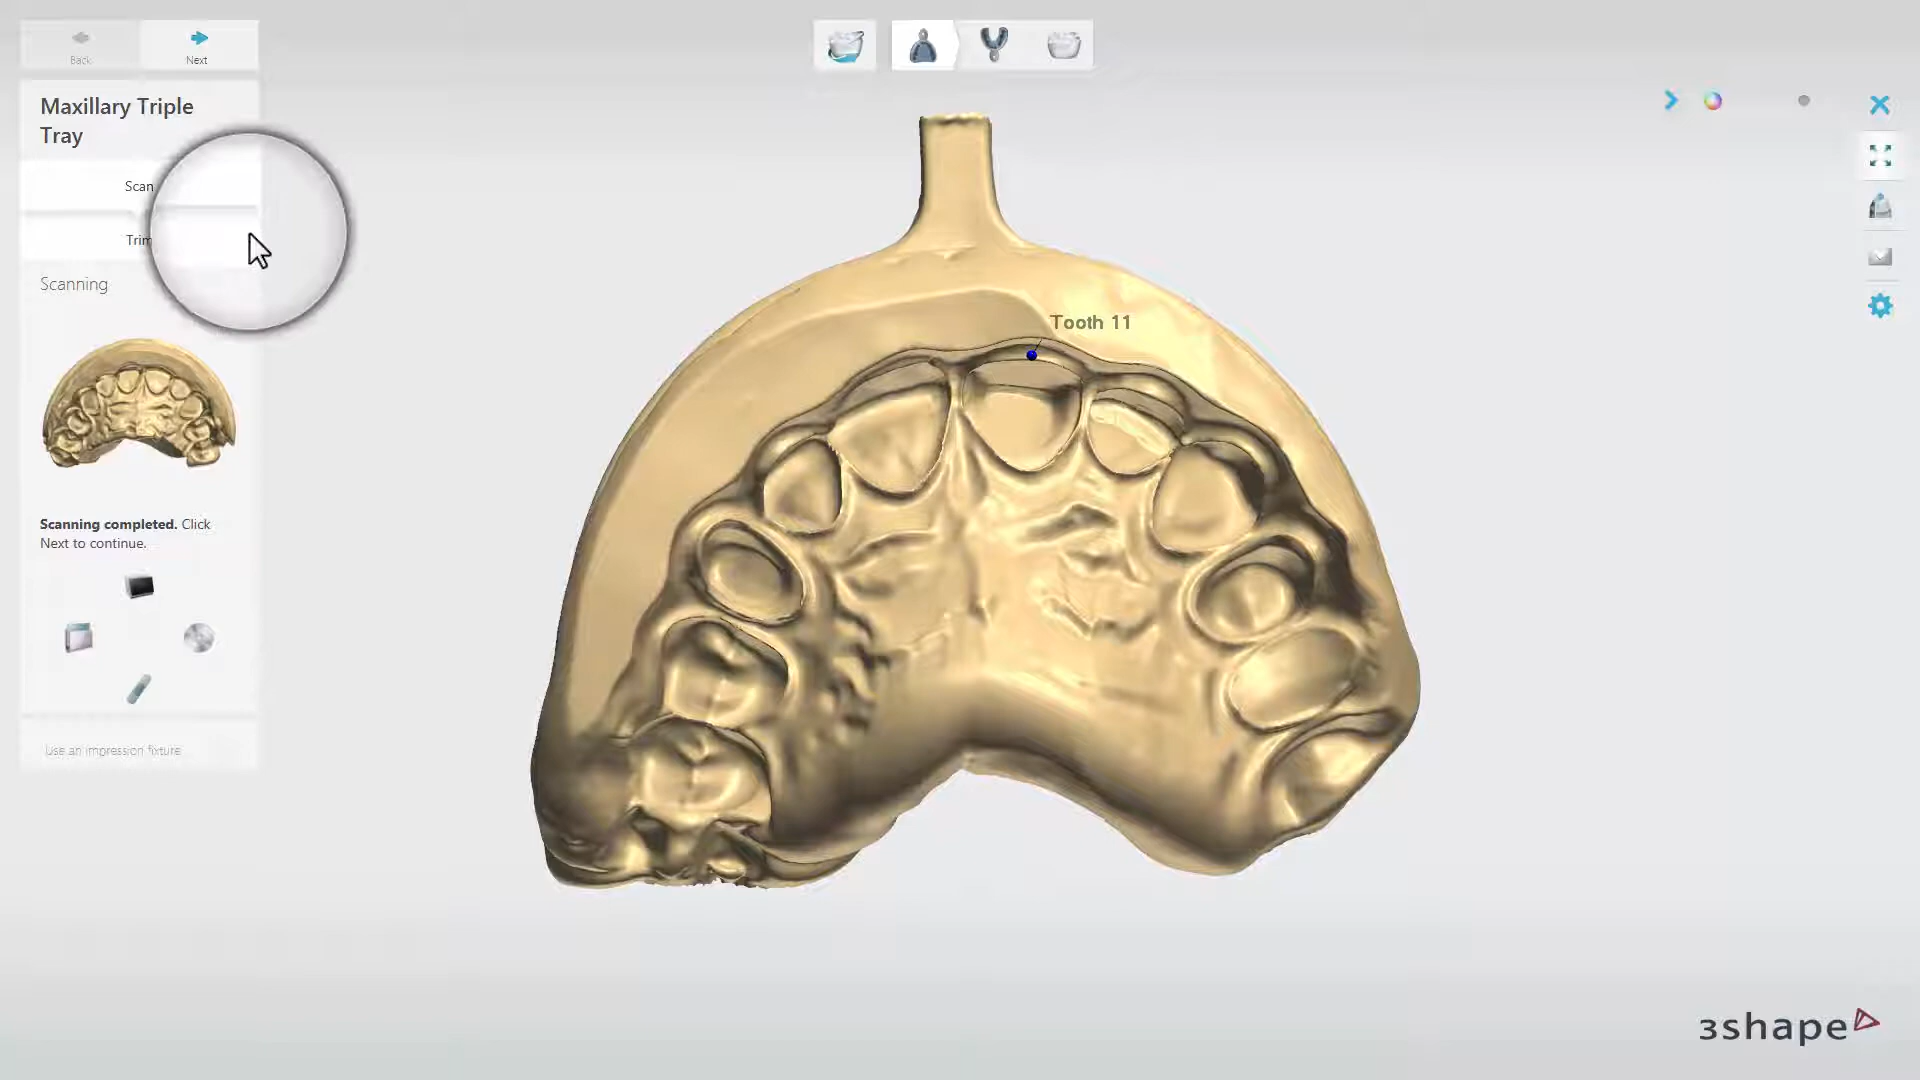 Back
Next
Maxillary Triple
Tray
Scan
Trim
Scanning
Scanning completed. Click
Next to continue.
Use an impression fixture
Tooth 11
3shape